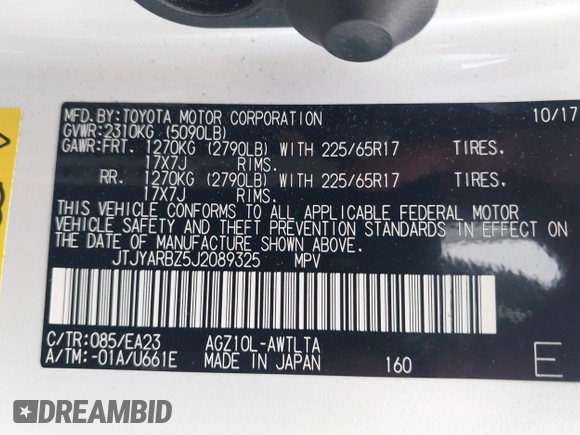 MFD.BY:TOYOTA MOTOR CORPORATION 10/17
GVWR:2310KG (5090LB)
GAWR:FRT. 1270KG (2790LB) WITH 225/65R17 TIRES.
17X7J RIMS.
RR. 1270KG (2790LB) WITH 225/65R17 TIRES.
17X7J RIMS.
THIS VEHICLE CONFORMS TO ALL APPLICABLE FEDERAL MOTOR
VEHICLE SAFETY AND THEFT PREVENTION STANDARDS IN EFFECT ON
THE DATE OF MANUFACTURE SHOWN ABOVE.
JTJYARBZ5J2089325 MPV
C/TR:085/EA23 AGZ10L-AWTLTA
A/TM:-01A/U661E MADE IN JAPAN 160 E
DREAMBID